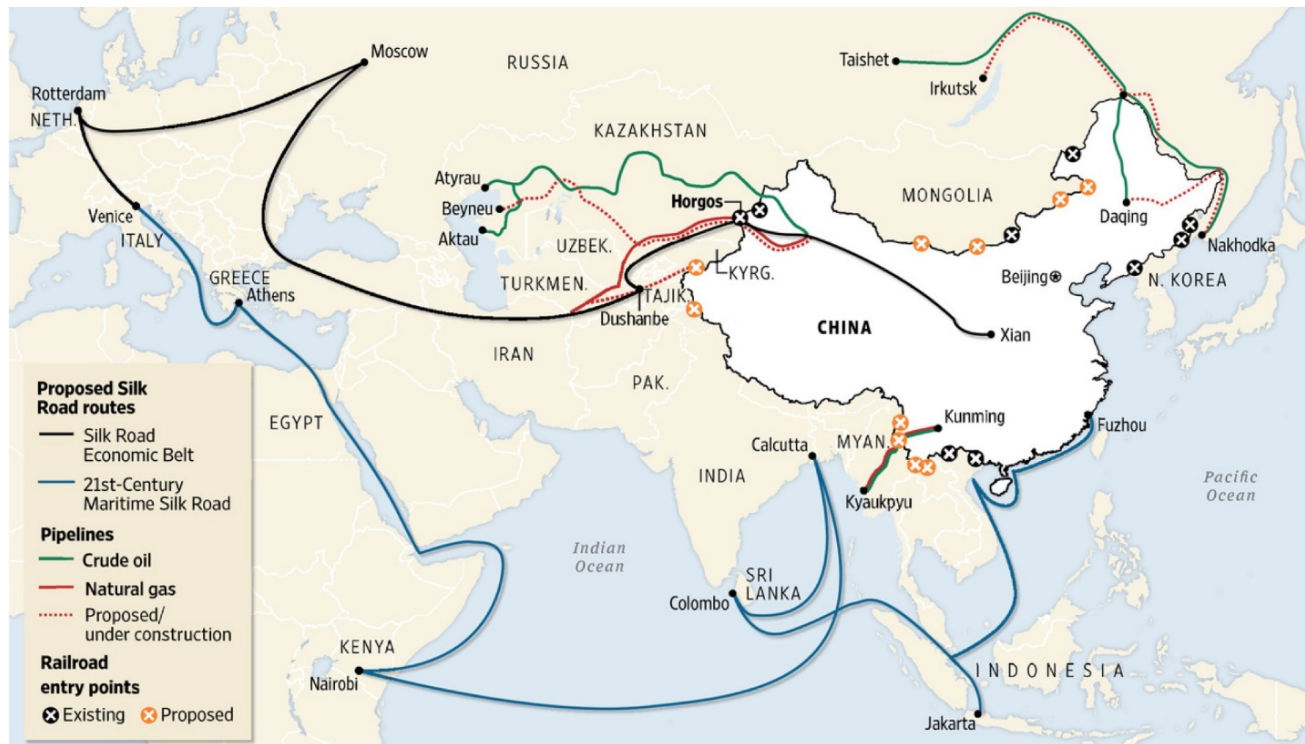 Moscow
RUSSIA
Taishet
Irkutsk
Rotterdam
NETH.
KAZAKHSTAN
Atyrau
Beyneu
Aktau
Horgos
MONGOLIA
Daqing
Nakhodka
Venice
ITALY
UZBEK.
KYRG.
Beijing
N. KOREA
GREECE
Athens
TURKMEN.
TAJIK.
Dushanbe
CHINA
Xian
IRAN
PAK.
Proposed Silk
Road routes
Silk Road
Economic Belt
21st-Century
Maritime Silk Road
Pipelines
Crude oil
Natural gas
Proposed/
under construction
Railroad
entry points
Existing
Proposed
EGYPT
Calcutta
MYAN.
Kunming
Fuzhou
INDIA
Kyaukpyu
Pacific
Ocean
Indian
Ocean
SRI
LANKA
Colombo
KENYA
Nairobi
INDONESIA
Jakarta